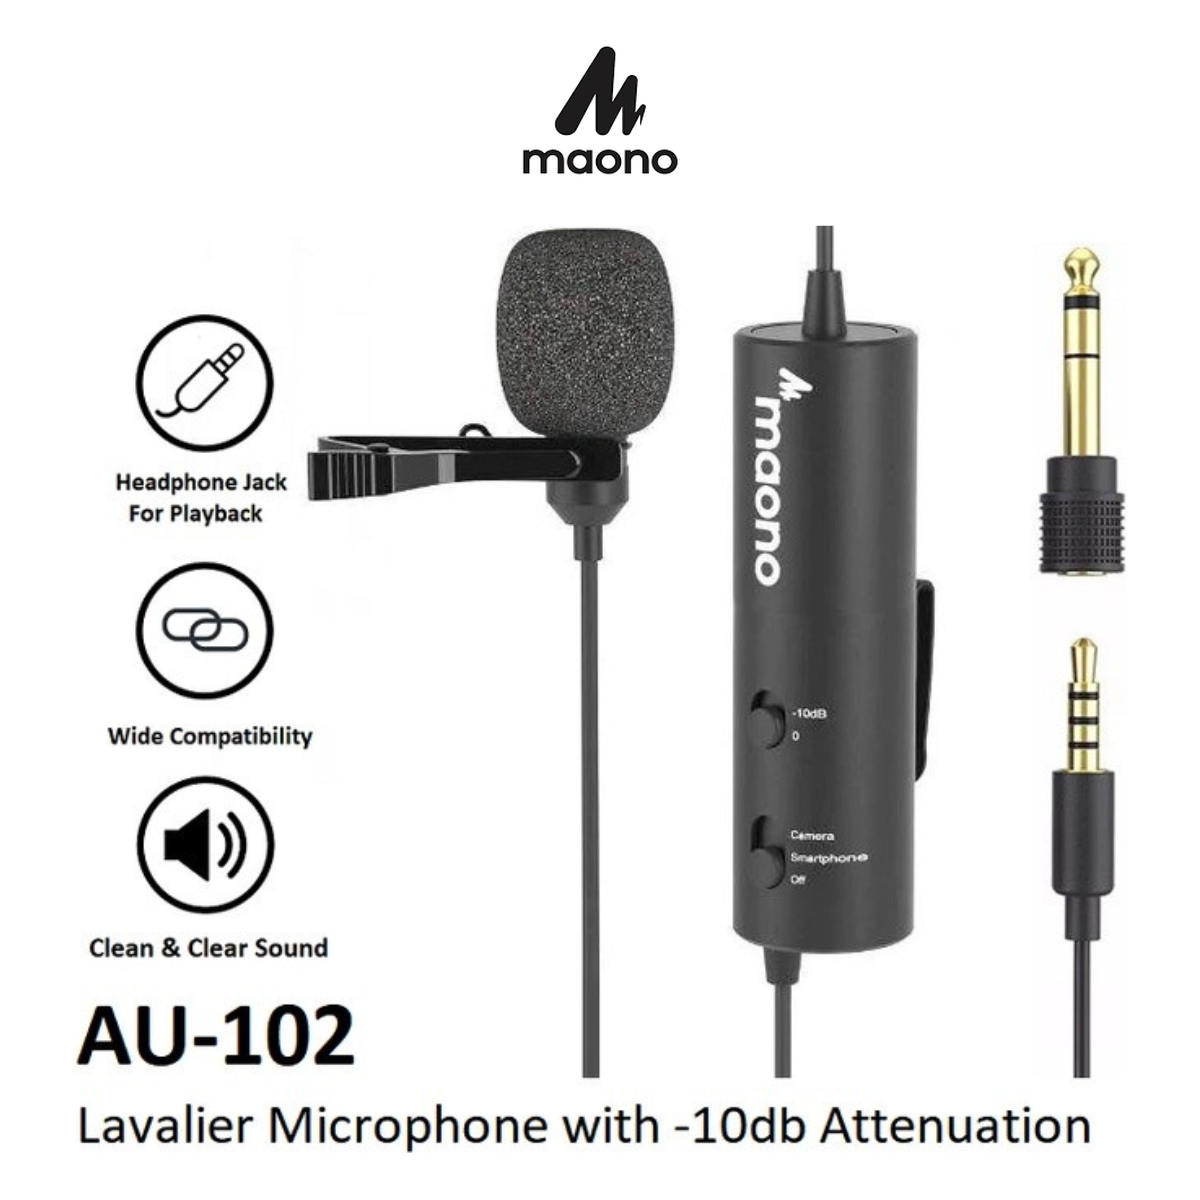 maono
Headphone Jack
For Playback
Wide Compatibility
Clean & Clear Sound
maono
-10dB
0
Camera
Smartphone
Off
AU-102
Lavalier Microphone with -10db Attenuation